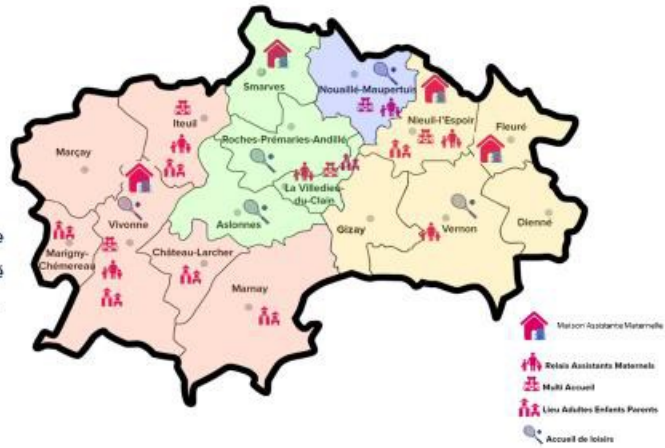 Smarves
Nouaillé-Maupertuis
Iteuil
Nieuil-l'Espoir
Fleuré
Roches-Prémaries-Andillé
Marçay
La Villedieu-
du-Clain
Vivonne
Aslonnes
Gizay
Vernon
Dienné
Marigny-
Chémereau
Château-Larcher
Marnay
Maison Assistante Maternelle
Relais Assistants Maternels
Multi Accueil
Lieu Adultes Enfants Parents
Accueil de loisirs